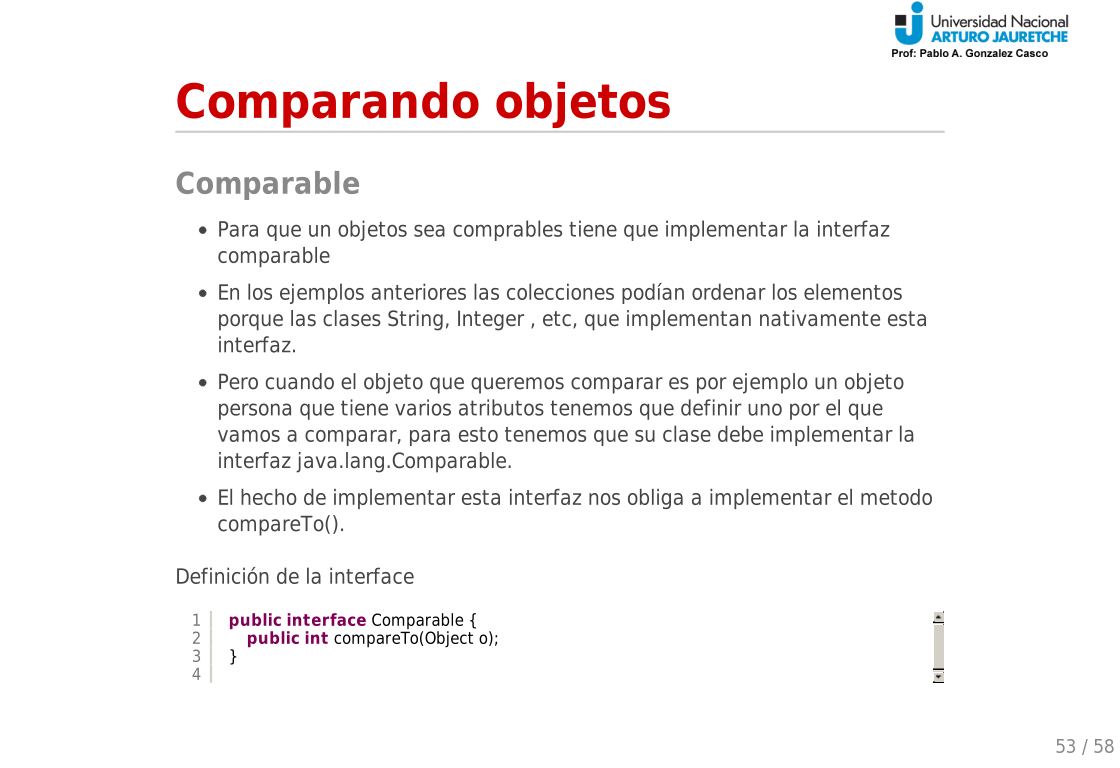 Universidad Nacional
ARTURO JAURETCHE
Prof: Pablo A. Gonzalez Casco
Comparando objetos
Comparable
• Para que un objetos sea comprables tiene que implementar la interfaz
comparable
• En los ejemplos anteriores las colecciones podían ordenar los elementos
porque las clases String, Integer , etc, que implementan nativamente esta
interfaz.
• Pero cuando el objeto que queremos comparar es por ejemplo un objeto
persona que tiene varios atributos tenemos que definir uno por el que
vamos a comparar, para esto tenemos que su clase debe implementar la
interfaz java.lang.Comparable.
• El hecho de implementar esta interfaz nos obliga a implementar el metodo
compareTo().
Definición de la interface
1 public interface Comparable {
2 public int compareTo(Object o);
3 }
4
53 / 58